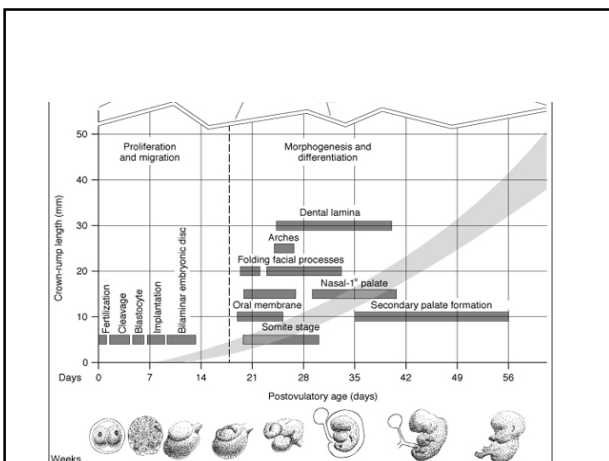 50
Proliferation
and migration
Morphogenesis and
differentiation
40
Dental lamina
30
Arches
Folding facial processes
20
Nasal-1° palate
Oral membrane
Secondary palate formation
10
Somite stage
0
Fertilization
Cleavage
Blastocyte
Implantation
Bilaminar embryonic disc
Crown-rump length (mm)
Days 0 7 14 21 28 35 42 49 56
Postovulatory age (days)
Weeks